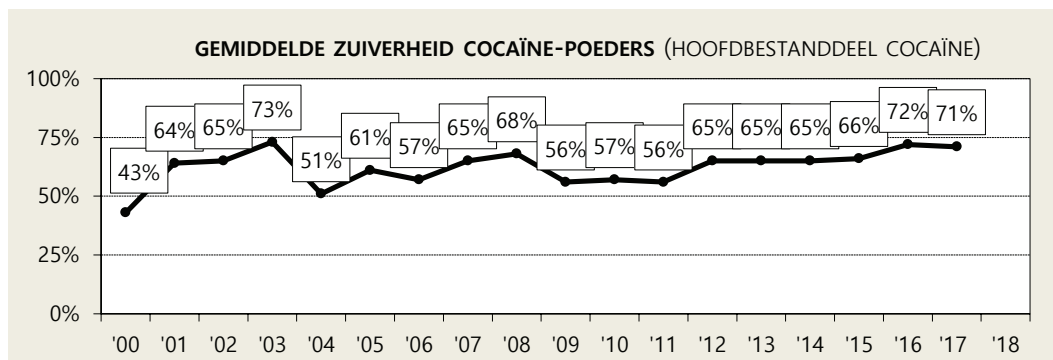 GEMIDDELDE ZUIVERHEID COCAÏNE-POEDERS (HOOFDBESTANDDEEL COCAÏNE)
100%
75%
50%
25%
0%
43% 64% 65% 73% 51% 61% 57% 65% 68% 56% 57% 56% 65% 65% 65% 66% 72% 71%
'00 '01 '02 '03 '04 '05 '06 '07 '08 '09 '10 '11 '12 '13 '14 '15 '16 '17 '18